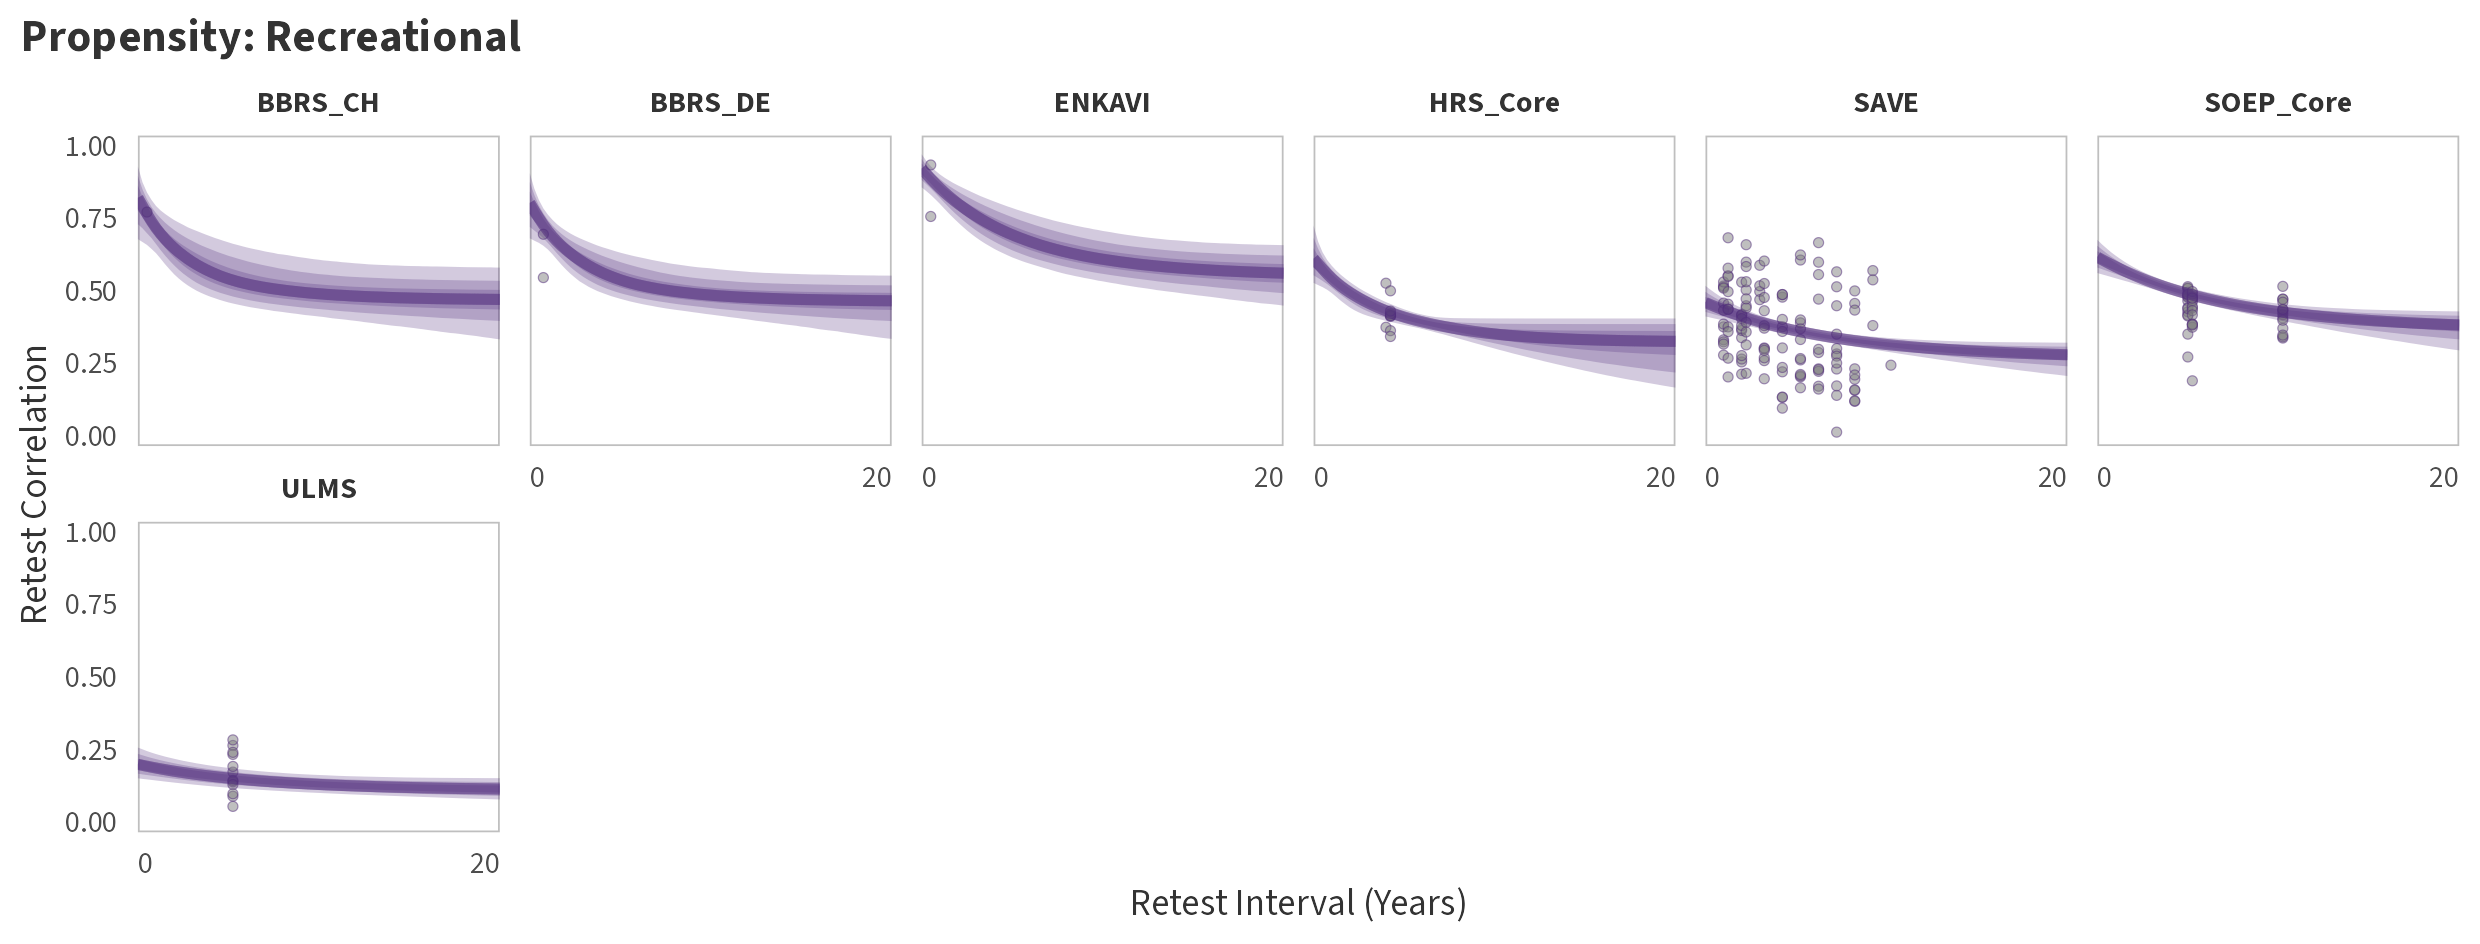 Propensity: Recreational
BBRS_CH
BBRS_DE
ENKAVI
HRS_Core
SAVE
SOEP_Core
1.00
0.75
0.50
0.25
0.00
0 20
0 20
0 20
0 20
0 20
ULMS
1.00
0.75
0.50
0.25
0.00
0 20
Retest Correlation
Retest Interval (Years)